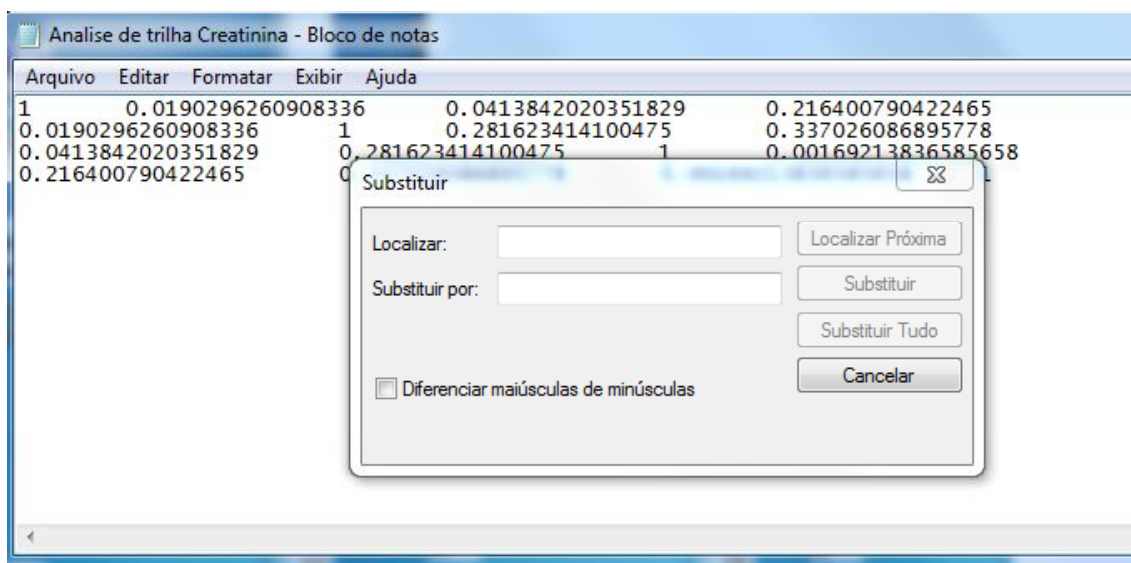 Analise de trilha Creatinina - Bloco de notas
Arquivo Editar Formatar Exibir Ajuda
1 0.0190296260908336 0.0413842020351829 0.216400790422465
0.0190296260908336 1 0.281623414100475 0.337026086895778
0.0413842020351829 0.281623414100475 1 0.00169213836585658
0.216400790422465
Substituir
Localizar:
Localizar Próxima
Substituir por:
Substituir
Substituir Tudo
Cancelar
Diferenciar maiúsculas de minúsculas